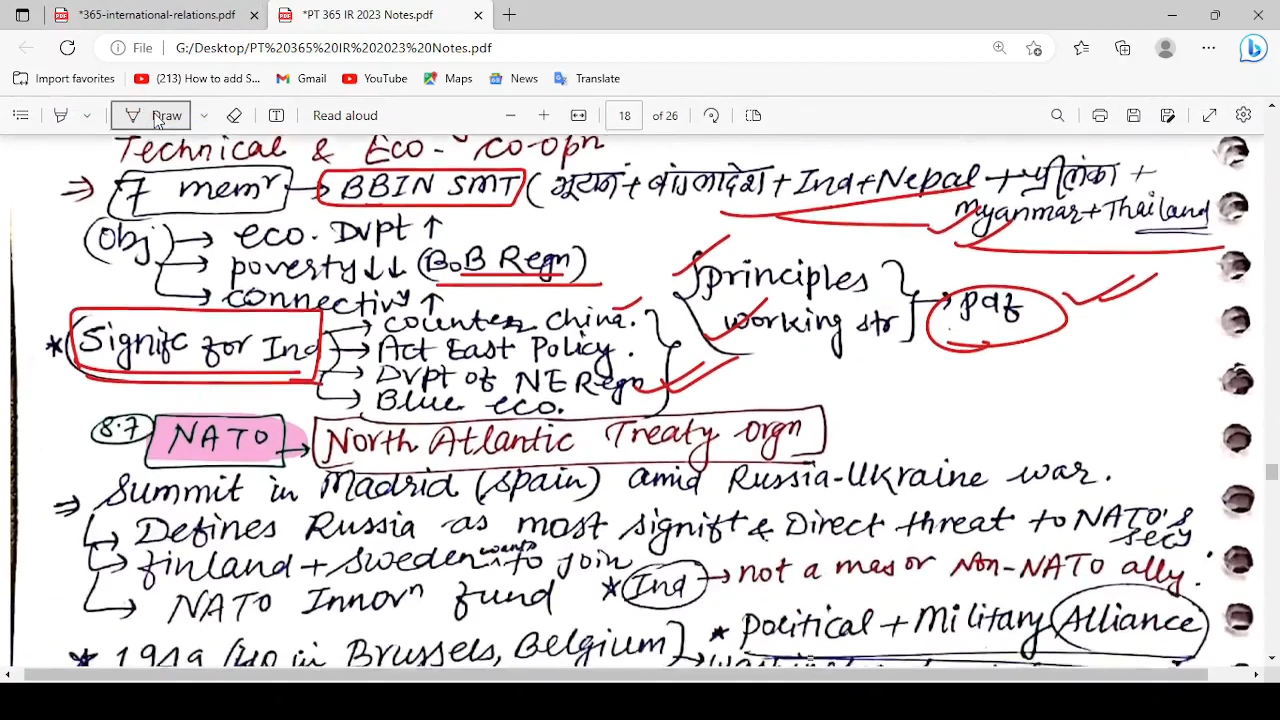 *365-international-relations.pdf
*PT 365 IR 2023 Notes.pdf
File G:/Desktop/PT%20365%20IR%202023%20Notes.pdf
Import favorites (213) How to add S... Gmail YouTube Maps News Translate
Draw Read aloud 18 of 26
Technical & Eco- co-opn
⇒ 7 memr → BBIN SMT (भूटान + बांग्लादेश + Ind + Nepal + श्रीलंका +
Myanmar + Thailand
Obj → eco. Dvpt ↑
→ poverty ↓↓ (BoB Regn)
→ connectivy ↑
principles
working str → pdf
* Signifc for Ind → counter China.
→ Act East Policy.
→ Dvpt of NE Regn
→ Blue eco.
8.7 NATO → North Atlantic Treaty orgn
⇒ Summit in Madrid (Spain) amid Russia-Ukraine war.
→ Defines Russia as most signift & Direct threat to NATO's
secy
→ finland + Sweden wants to join
* Ind → not a major Non-NATO ally.
→ NATO Innovn fund
* political + Military Alliance
* 1949 in Brussels, Belgium]